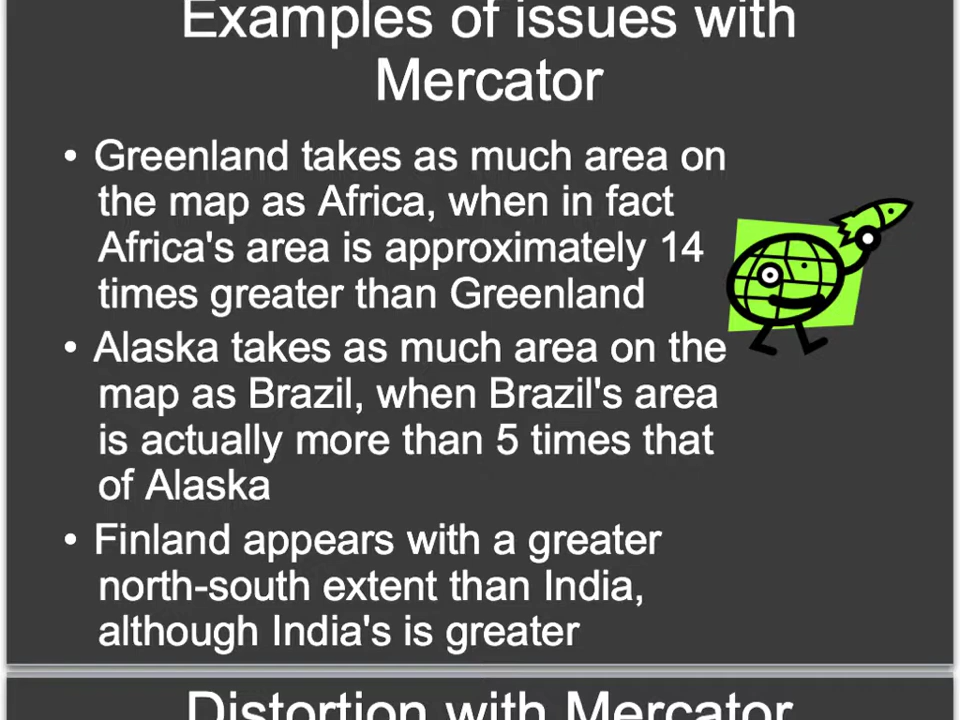 Examples of issues with
Mercator
• Greenland takes as much area on
the map as Africa, when in fact
Africa's area is approximately 14
times greater than Greenland
• Alaska takes as much area on the
map as Brazil, when Brazil's area
is actually more than 5 times that
of Alaska
• Finland appears with a greater
north-south extent than India,
although India's is greater
Distortion with Mercator